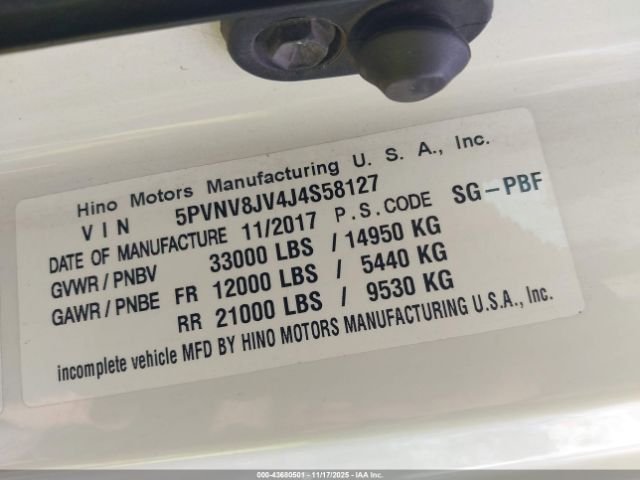 Hino Motors Manufacturing U. S. A., Inc.
VIN 5PVNV8JV4J4S58127
DATE OF MANUFACTURE 11/2017 P.S.CODE SG-PBF
GVWR / PNBV 33000 LBS / 14950 KG
GAWR / PNBE FR 12000 LBS / 5440 KG
RR 21000 LBS / 9530 KG
incomplete vehicle MFD BY HINO MOTORS MANUFACTURING U.S.A., Inc.
000-43680501 - 11/17/2025 - IAA Inc.